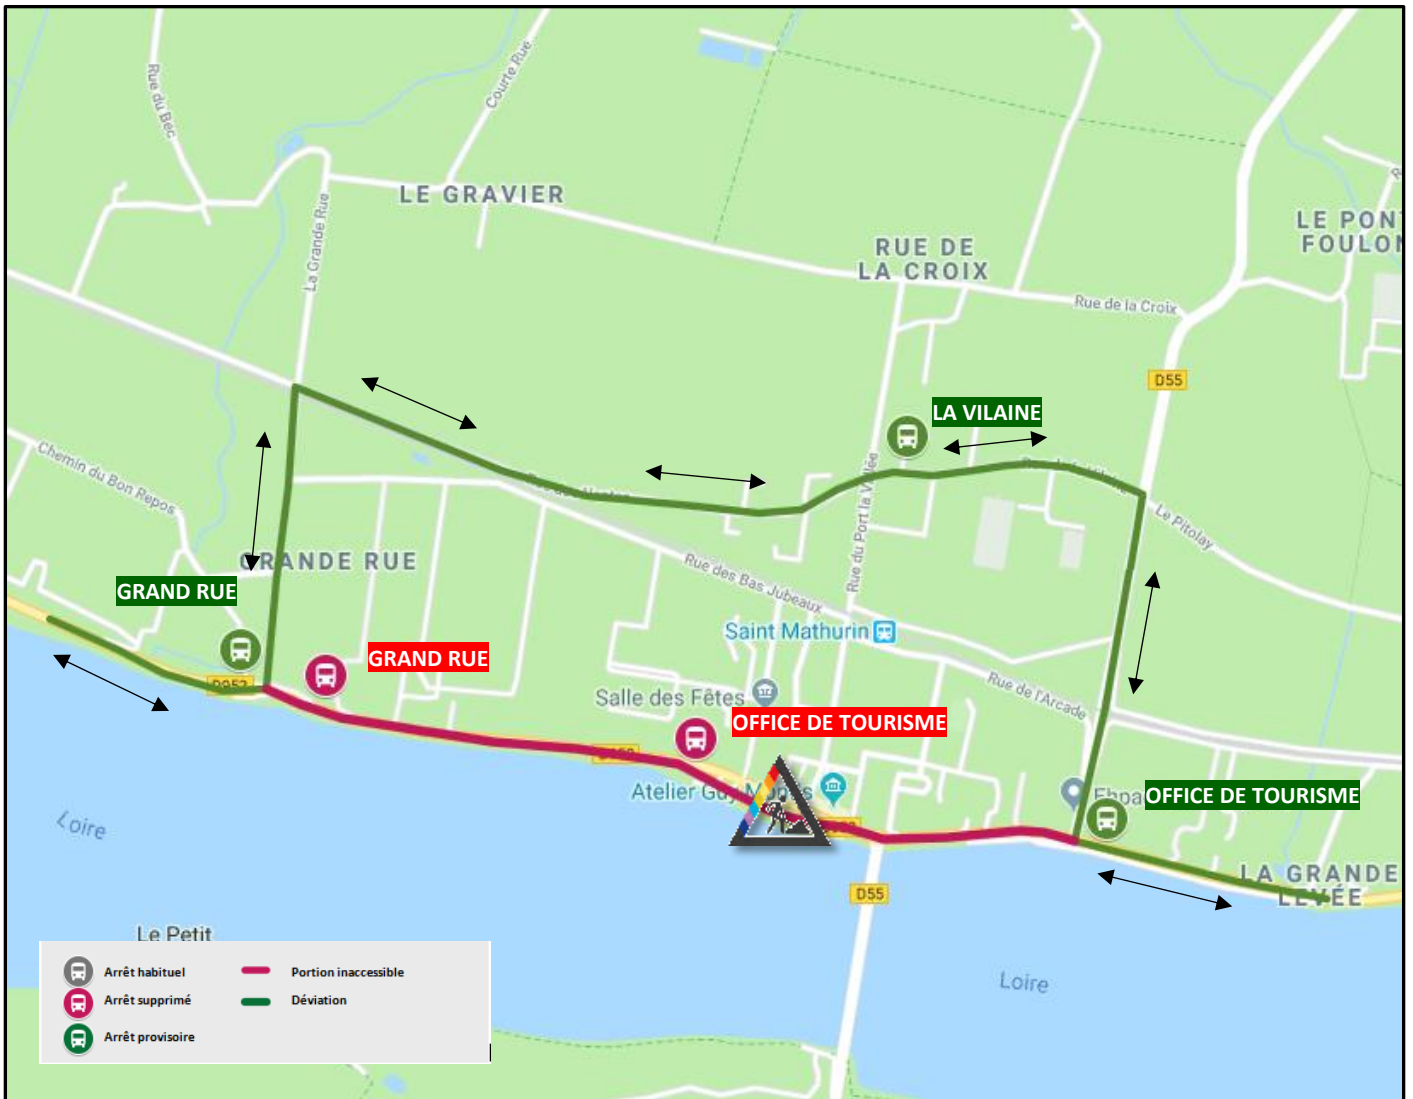 Courte Rue
Rue du Bec
LE GRAVIER
La Grande Rue
RUE DE
LA CROIX
LE PONT
FOULON
Rue de la Croix
D55
LA VILAINE
Chemin du Bon Repos
Le Pitolay
GRANDE RUE
Rue des Bas Jubeaux
Rue du Port la Vallée
GRAND RUE
Saint Mathurin
GRAND RUE
D952
Salle des Fêtes
Rue de l'Arcade
OFFICE DE TOURISME
Atelier Guy
OFFICE DE TOURISME
Loire
D55
LA GRANDE
LEVÉE
Le Petit
Loire
Arrêt habituel
Portion inaccessible
Arrêt supprimé
Déviation
Arrêt provisoire